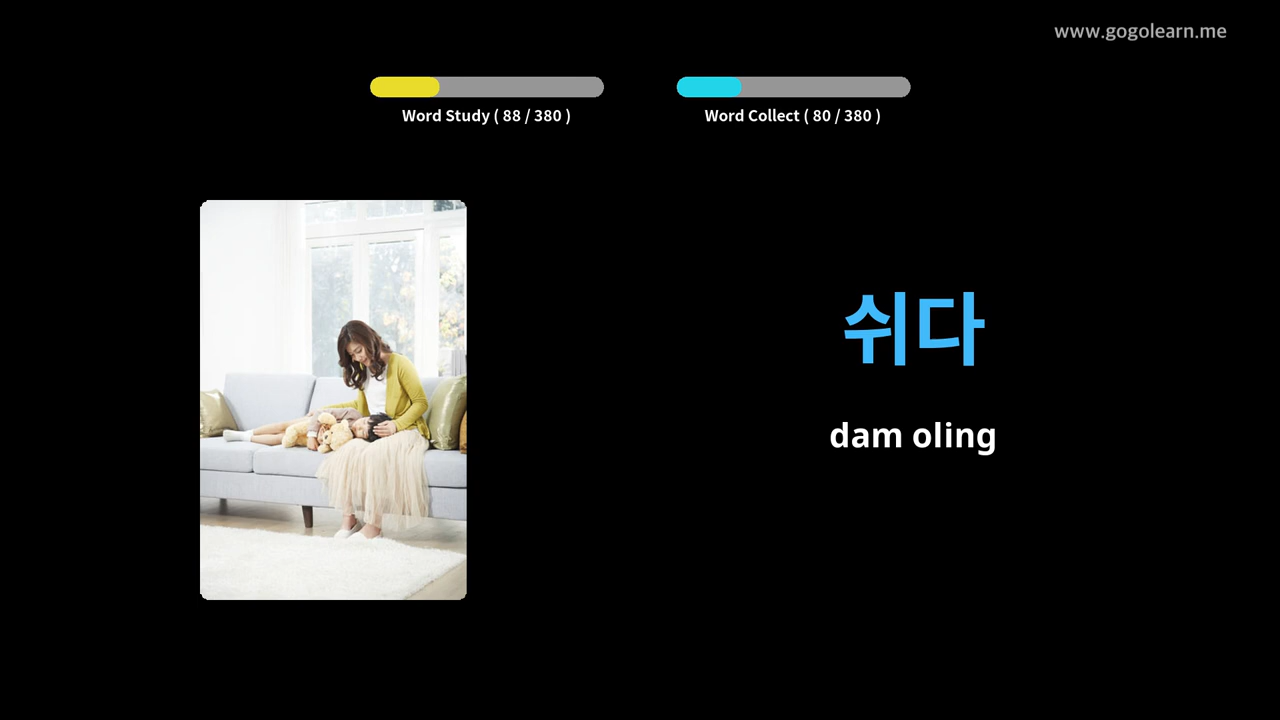 www.gogolearn.me
Word Study ( 88 / 380 )
Word Collect ( 80 / 380 )
쉬다
dam oling